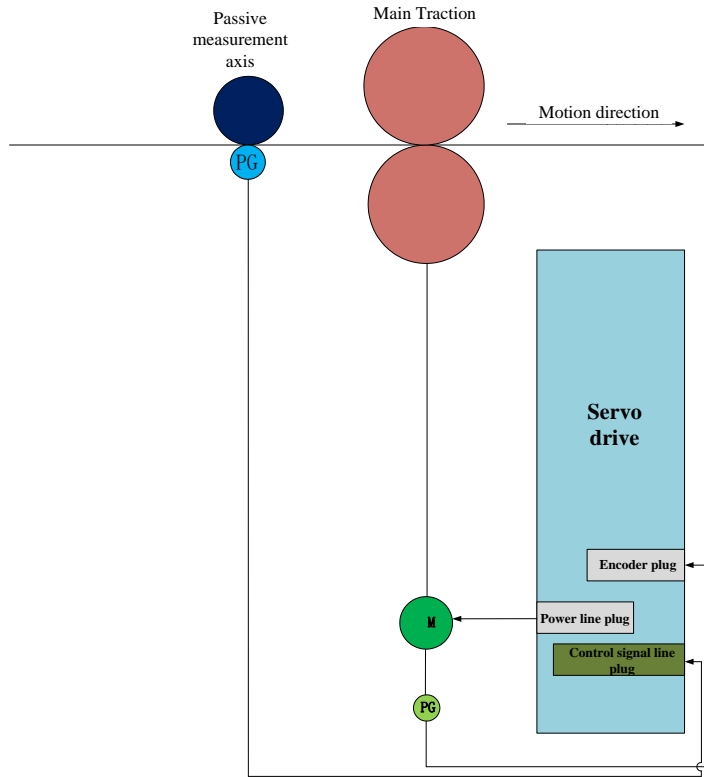 Passive
measurement
axis
Main Traction
Motion direction
PG
Servo
drive
Encoder plug
Power line plug
M
Control signal line
plug
PG